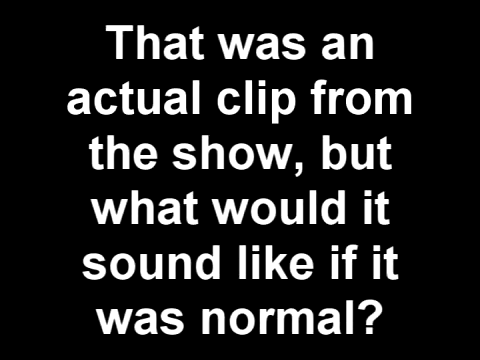 That was an
actual clip from
the show, but
what would it
sound like if it
was normal?